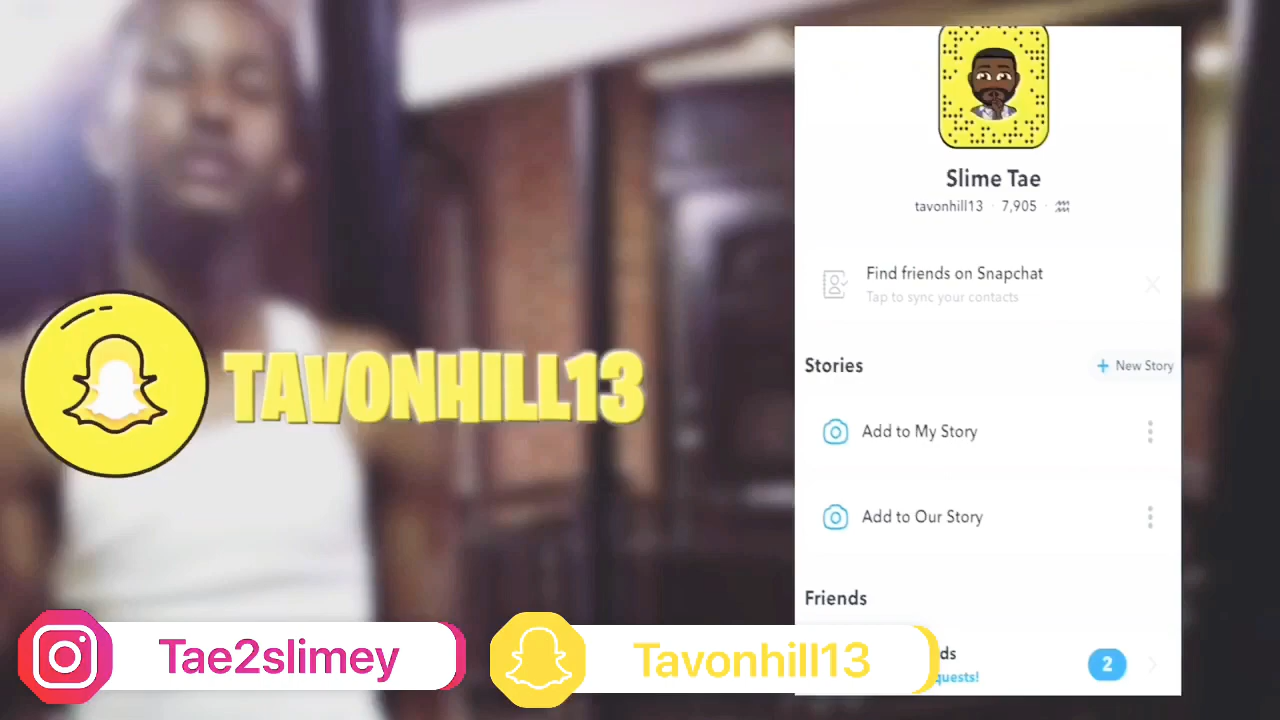 Slime Tae
tavonhill13 · 7,905 ·
Find friends on Snapchat
Tap to sync your contacts
Stories
+ New Story
Add to My Story
Add to Our Story
Friends
ds
quests!
2
TAVONHILL13
Tae2slimey
Tavonhill13